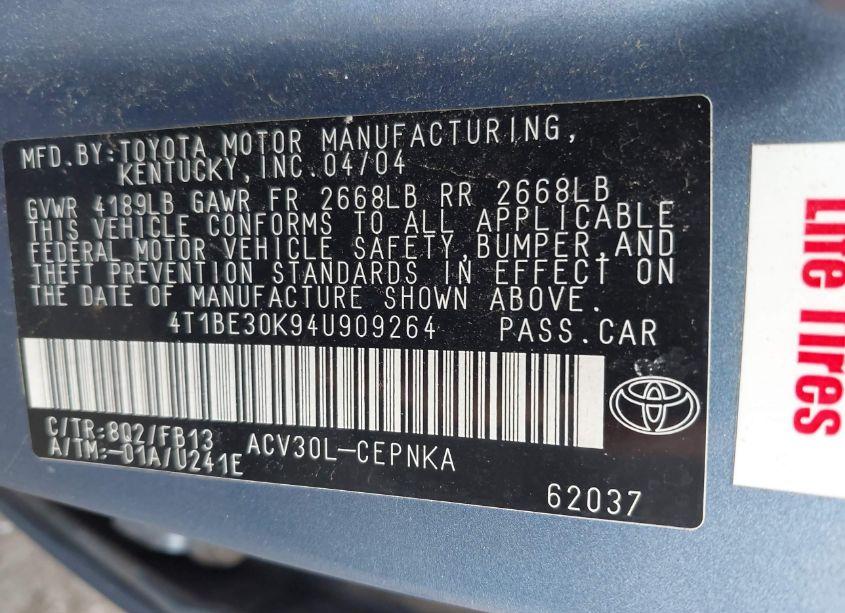 MFD.BY:TOYOTA MOTOR MANUFACTURING,
KENTUCKY,INC.04/04
GVWR 4189LB GAWR FR 2668LB RR 2668LB
THIS VEHICLE CONFORMS TO ALL APPLICABLE
FEDERAL MOTOR VEHICLE SAFETY,BUMPER,AND
THEFT PREVENTION STANDARDS IN EFFECT ON
THE DATE OF MANUFACTURE SHOWN ABOVE.
4T1BE30K94U909264 PASS.CAR
C/TR:8Q2/FB13
A/TM:-01A/U241E
ACV30L-CEPNKA
62037
Tires